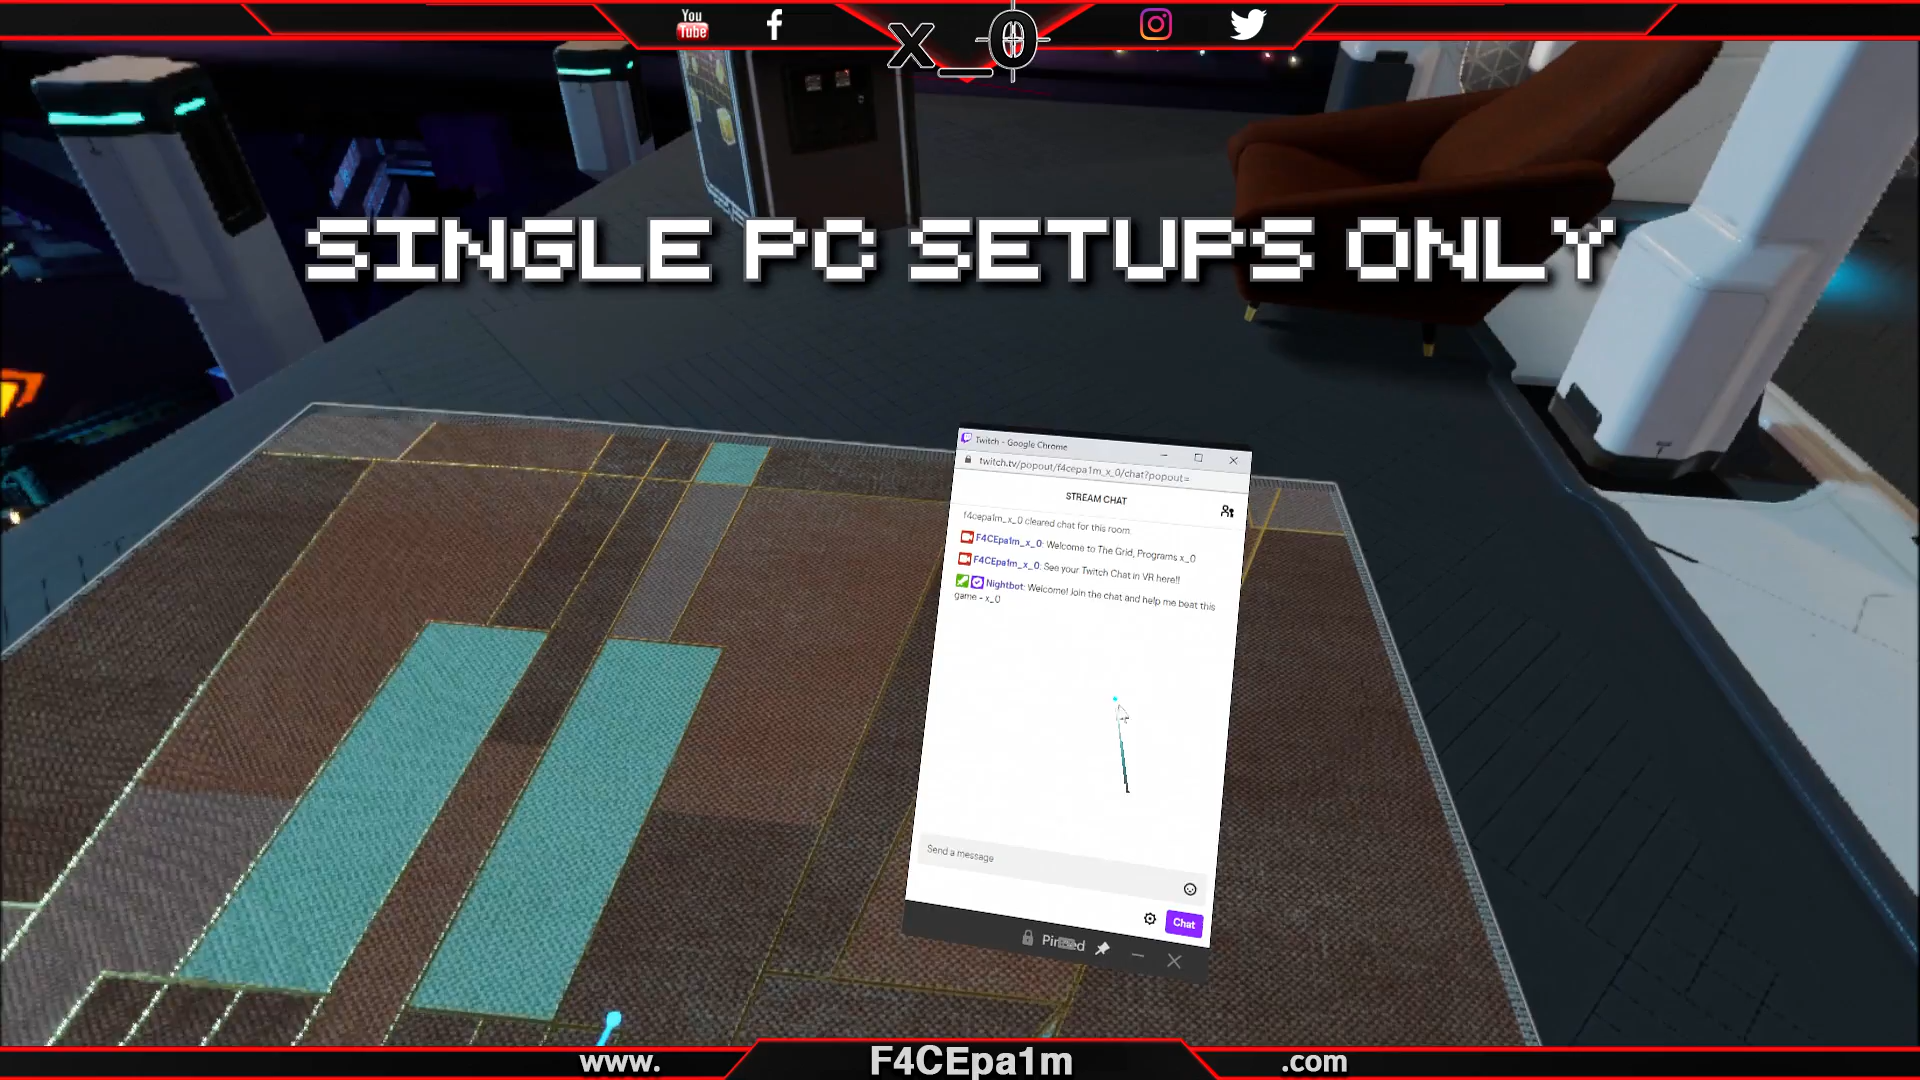 You
Tube
x_0
SINGLE PC SETUPS ONLY
Twitch - Google Chrome
twitch.tv/popout/f4cepa1m_x_0/chat?popout=
STREAM CHAT
f4cepa1m_x_0 cleared chat for this room.
F4CEpa1m_x_0: Welcome to The Grid, Programs x_0
F4CEpa1m_x_0: See your Twitch Chat in VR here!!
Nightbot: Welcome! Join the chat and help me beat this
game - x_0
Send a message
Chat
Pinned
www.
F4CEpa1m
.com